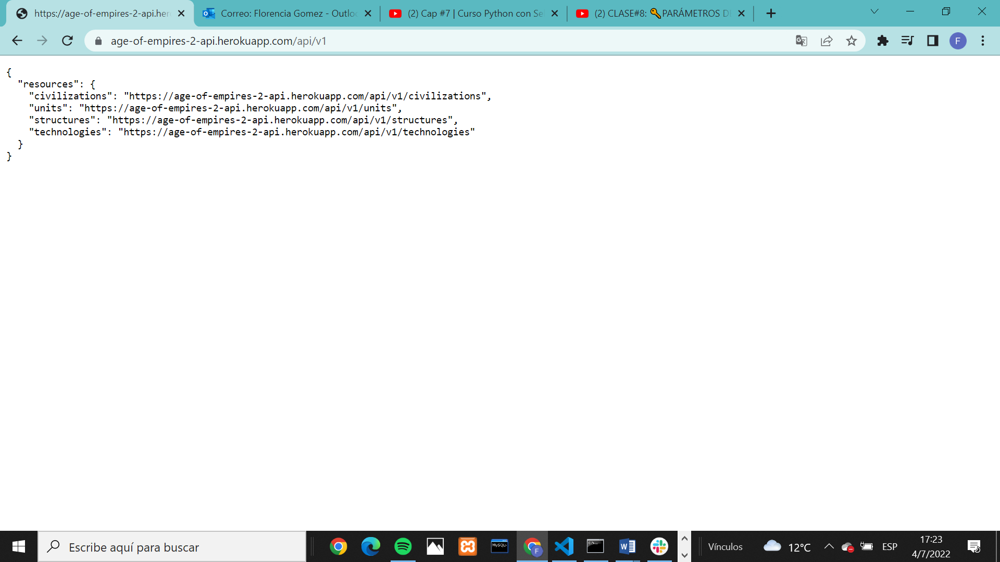 https://age-of-empires-2-api.her
Correo: Florencia Gomez - Outloo
(2) Cap #7 | Curso Python con Se
(2) CLASE#8: 🔑PARÁMETROS D
age-of-empires-2-api.herokuapp.com/api/v1
F
{
"resources": {
"civilizations": "https://age-of-empires-2-api.herokuapp.com/api/v1/civilizations",
"units": "https://age-of-empires-2-api.herokuapp.com/api/v1/units",
"structures": "https://age-of-empires-2-api.herokuapp.com/api/v1/structures",
"technologies": "https://age-of-empires-2-api.herokuapp.com/api/v1/technologies"
}
}
Escribe aquí para buscar
MySQL
F
Vínculos
12°C
ESP
17:23
4/7/2022